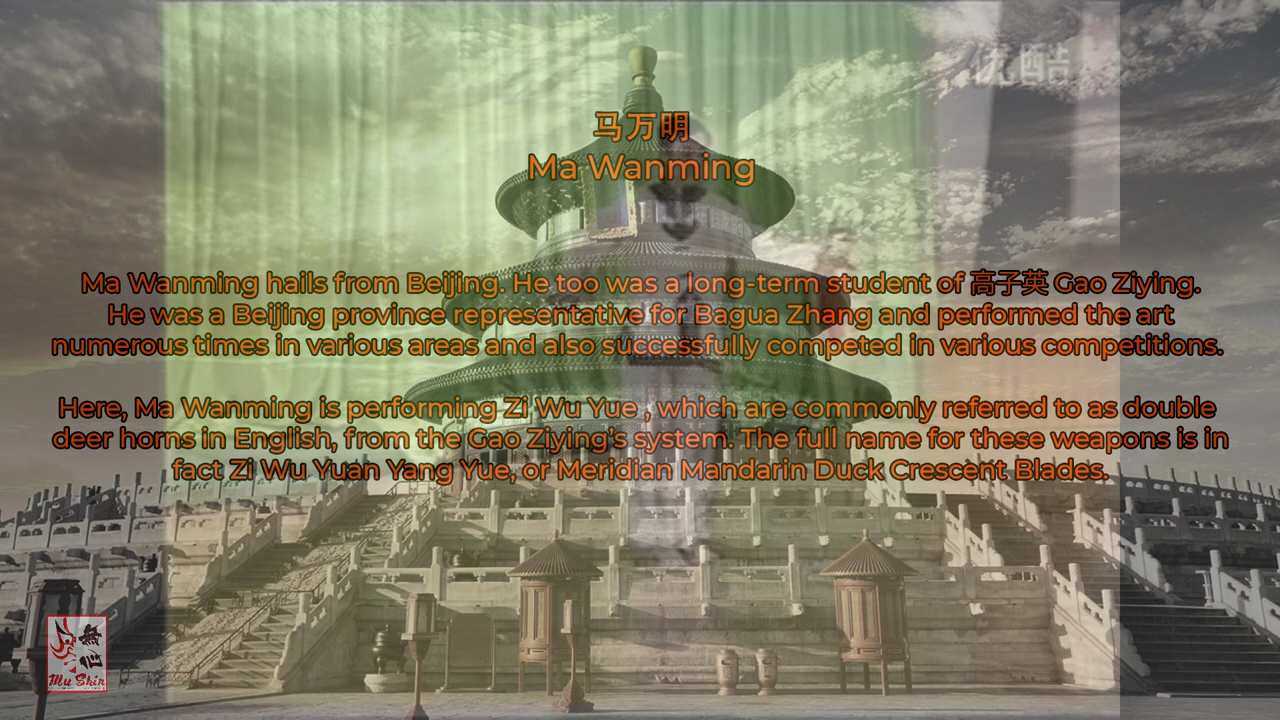 优酷
马万明
Ma Wanming
Ma Wanming hails from Beijing. He too was a long-term student of 高子英 Gao Ziying.
He was a Beijing province representative for Bagua Zhang and performed the art
numerous times in various areas and also successfully competed in various competitions.
Here, Ma Wanming is performing Zi Wu Yue , which are commonly referred to as double
deer horns in English, from the Gao Ziying's system. The full name for these weapons is in
fact Zi Wu Yuan Yang Yue, or Meridian Mandarin Duck Crescent Blades.
無心
Mu Shin